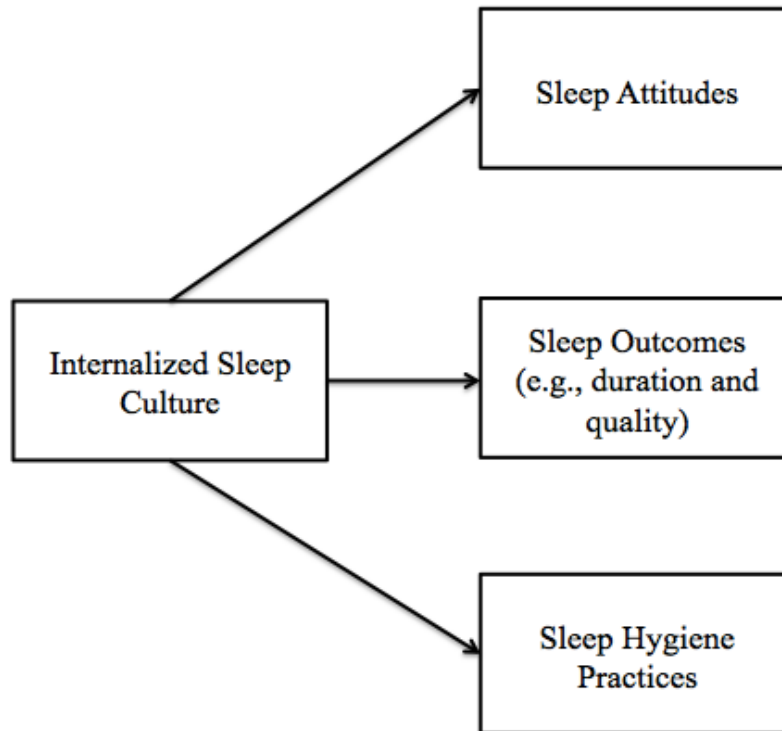 Sleep Attitudes
Internalized Sleep
Culture
Sleep Outcomes
(e.g., duration and
quality)
Sleep Hygiene
Practices